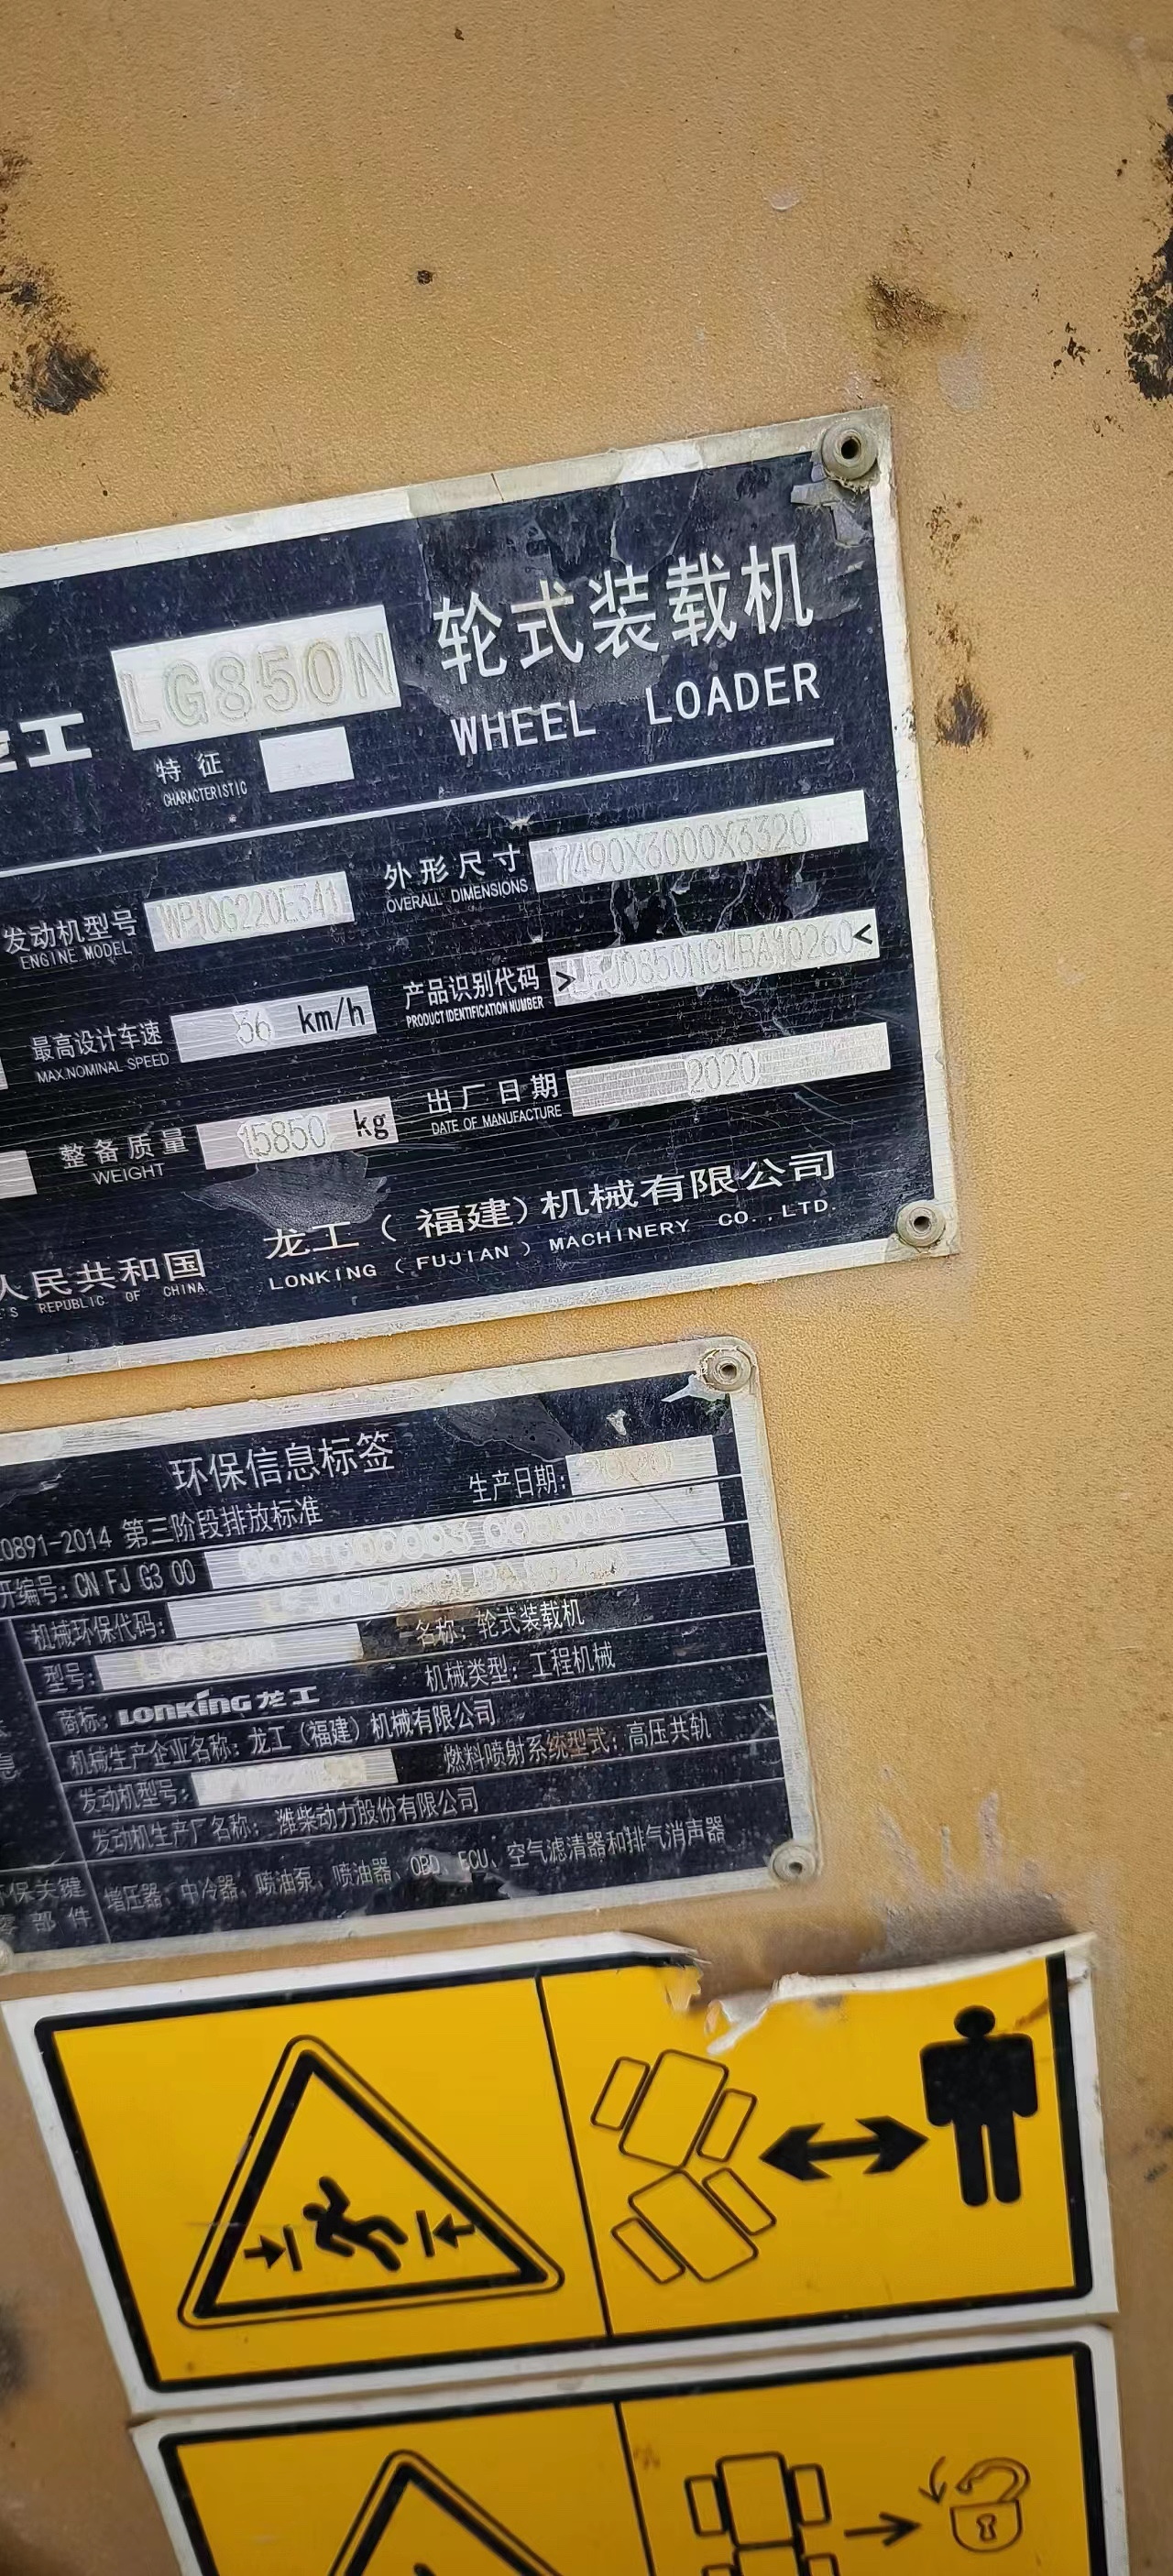 工 LG850N 轮式装载机
WHEEL LOADER
特征
CHARACTERISTIC
发动机型号 WP10G220E341 外形尺寸 7490X3000X3320
ENGINE MODEL OVERALL DIMENSIONS
最高设计车速 36 km/h 产品识别代码
MAX.NOMINAL SPEED PRODUCT IDENTIFICATION NUMBER
整备质量 15850 kg 出厂日期 2020
WEIGHT DATE OF MANUFACTURE
人民共和国 龙工（福建）机械有限公司
REPUBLIC OF CHINA LONKING (FUJIAN) MACHINERY CO.,LTD.
环保信息标签
生产日期:
0891-2014 第三阶段排放标准
开编号: CN FJ G3 00
机械环保代码:
型号: 名称: 轮式装载机
商标: LONKING 龙工 机械类型: 工程机械
机械生产企业名称: 龙工（福建）机械有限公司
发动机型号: 燃料喷射系统型式: 高压共轨
发动机生产厂名称: 潍柴动力股份有限公司
保关键 增压器、中冷器、喷油泵、喷油器、OBD、ECU、空气滤清器和排气消声器
部件